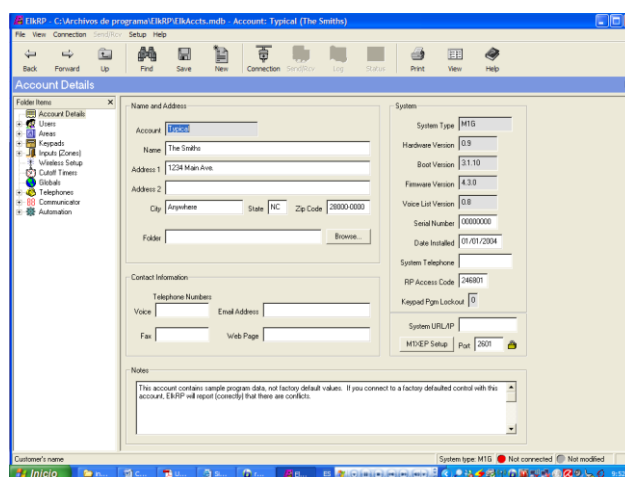 ElkRP - C:\Archivos de programa\ElkRP\ElkAccts.mdb - Account: Typical (The Smiths)
File View Connection Send/Rcv Setup Help
Back Forward Up Find Save New Connection Send/Rcv Log Status Print View Help
Account Details
Folder Items X
Account Details
Users
Areas
Keypads
Inputs (Zones)
Wireless Setup
Cutoff Timers
Globals
Telephones
Communicator
Automation
Name and Address
Account Typical
Name The Smiths
Address 1 1234 Main Ave.
Address 2
City Anywhere State NC Zip Code 28000-0000
Folder Browse...
Contact Information
Telephone Numbers
Voice Email Address
Fax Web Page
System
System Type M1G
Hardware Version 0.9
Boot Version 3.1.10
Firmware Version 4.3.0
Voice List Version 0.8
Serial Number 00000000
Date Installed 01/01/2004
System Telephone
RP Access Code 246801
Keypad Pgm Lockout 0
System URL/IP
M1XEP Setup Port 2601
Notes
This account contains sample program data, not factory default values. If you connect to a factory defaulted control with this
account, ElkRP will report (correctly) that there are conflicts.
Customer's name System type: M1G Not connected Not modified
Inicio ES 9:52